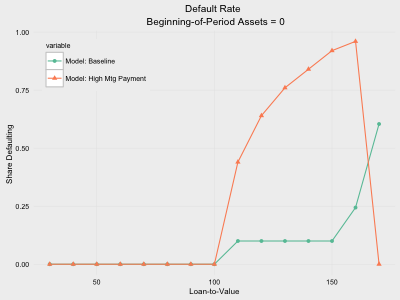 Default Rate
Beginning-of-Period Assets = 0
1.00
0.75
0.50
0.25
0.00
Share Defaulting
variable
Model: Baseline
Model: High Mtg Payment
50
100
150
Loan-to-Value